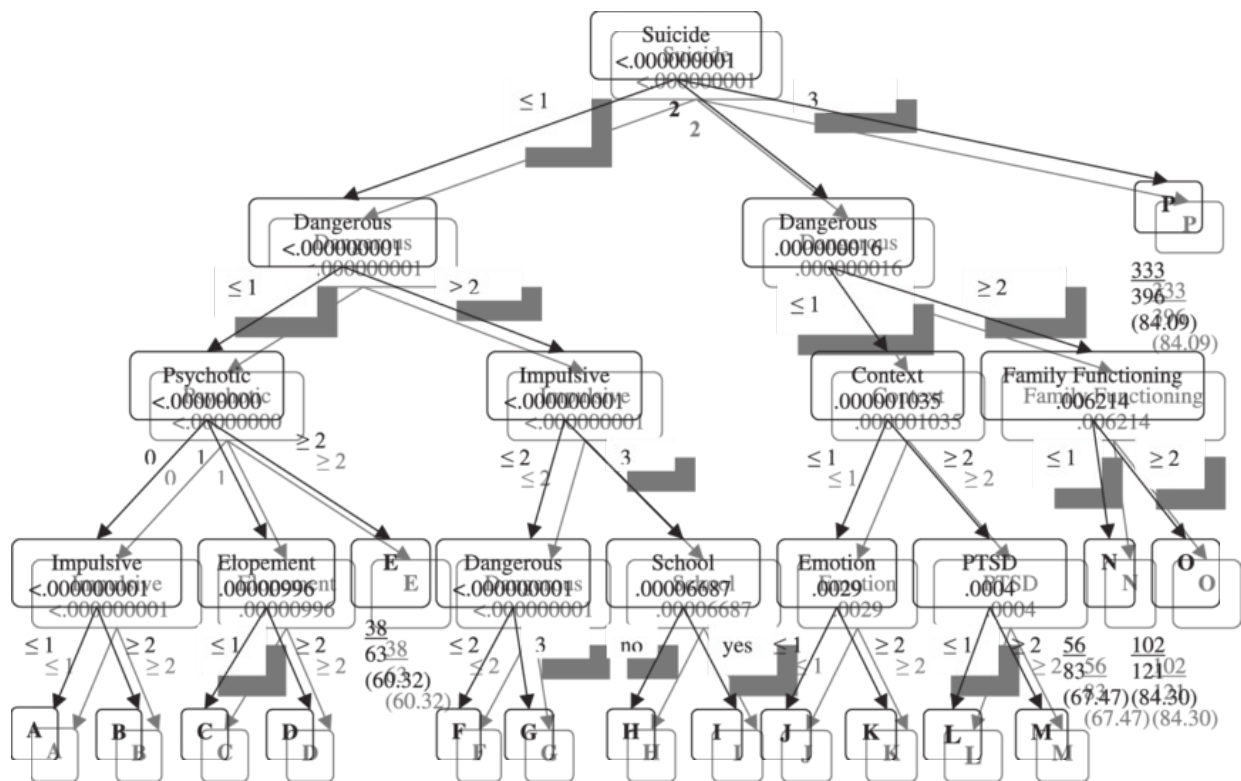 Suicide
<.000000001
≤ 1
2
3
Dangerous
<.000000001
Dangerous
.000000016
P
333
396
(84.09)
≤ 1
> 2
≤ 1
≥ 2
Psychotic
<.00000000
Impulsive
<.000000001
Context
.000001035
Family Functioning
.006214
0
1
≥ 2
≤ 2
3
≤ 1
≥ 2
≤ 1
≥ 2
Impulsive
<.000000001
Elopement
.00000996
E
Dangerous
<.000000001
School
.00006687
Emotion
.0029
PTSD
.0004
N
O
38
63
(60.32)
56
83
(67.47)
102
121
(84.30)
≤ 1
≥ 2
≤ 1
≥ 2
≤ 2
3
no
yes
≤ 1
≥ 2
≤ 1
≥ 2
A
B
C
D
F
G
H
I
J
K
L
M